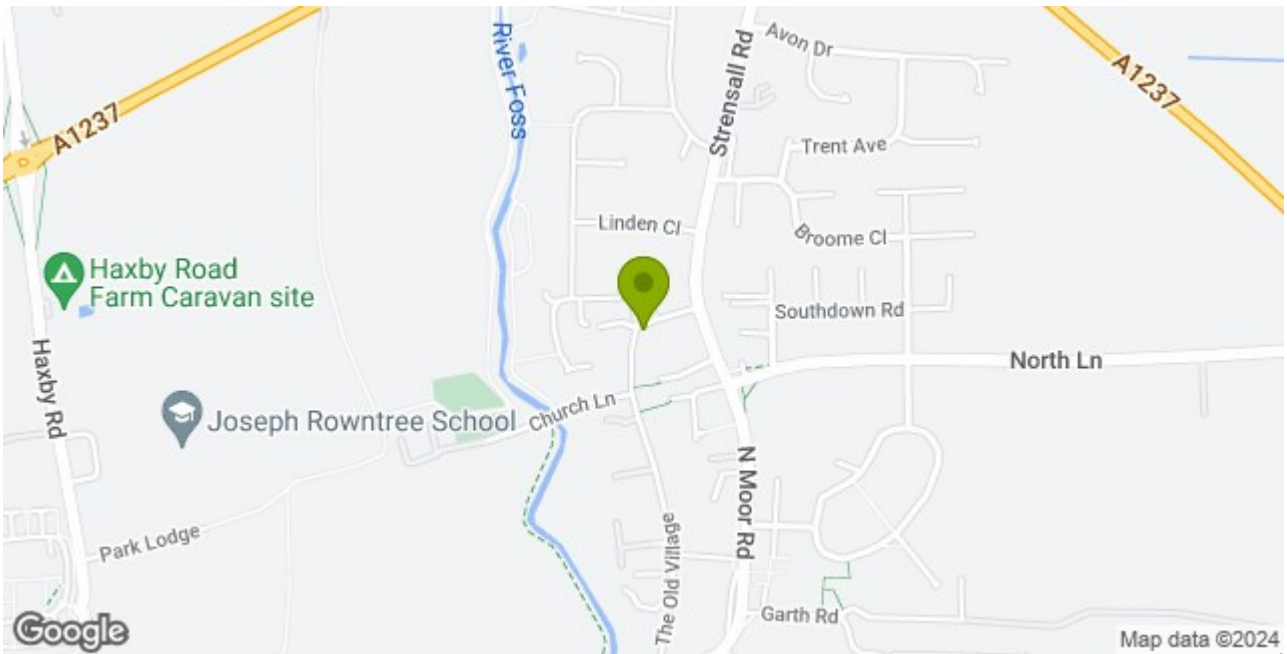 River Foss
Strensall Rd
Avon Dr
A1237
A1237
Trent Ave
Linden Cl
Broome Cl
Haxby Road
Farm Caravan site
Southdown Rd
Haxby Rd
North Ln
Joseph Rowntree School
Church Ln
N Moor Rd
Park Lodge
The Old Village
Garth Rd
Google
Map data ©2024